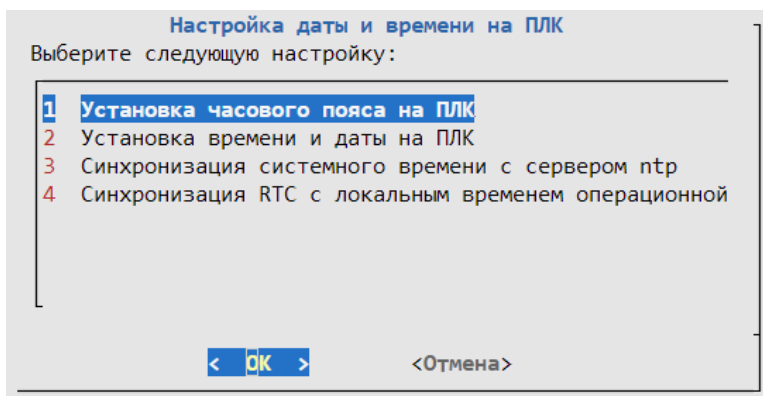 Настройка даты и времени на ПЛК
Выберите следующую настройку:
1 Установка часового пояса на ПЛК
2 Установка времени и даты на ПЛК
3 Синхронизация системного времени с сервером ntp
4 Синхронизация RTC с локальным временем операционной
< OK > <Отмена>